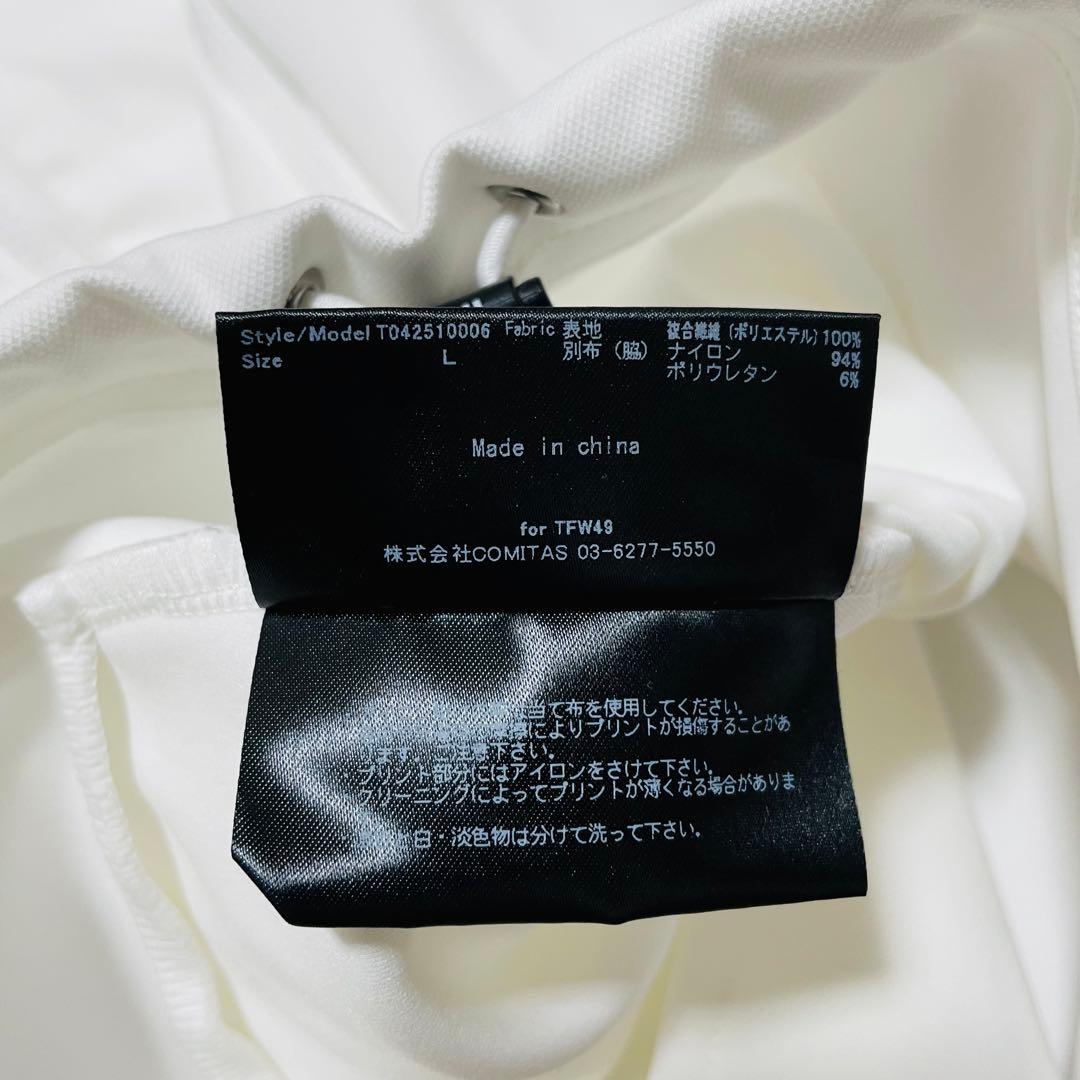 Style/Model T042510006 Fabric 表地 複合繊維 (ポリエステル) 100%
Size L 別布 (脇) ナイロン 94%
ポリウレタン 6%
Made in china
for TFW49
株式会社COMITAS 03-6277-5550
当て布を使用してください。
によりプリントが損傷することがあ
ります。ご注意下さい。
プリント部分にはアイロンをさけて下さい。
クリーニングによってプリントが薄くなる場合がありま
白・淡色物は分けて洗って下さい。